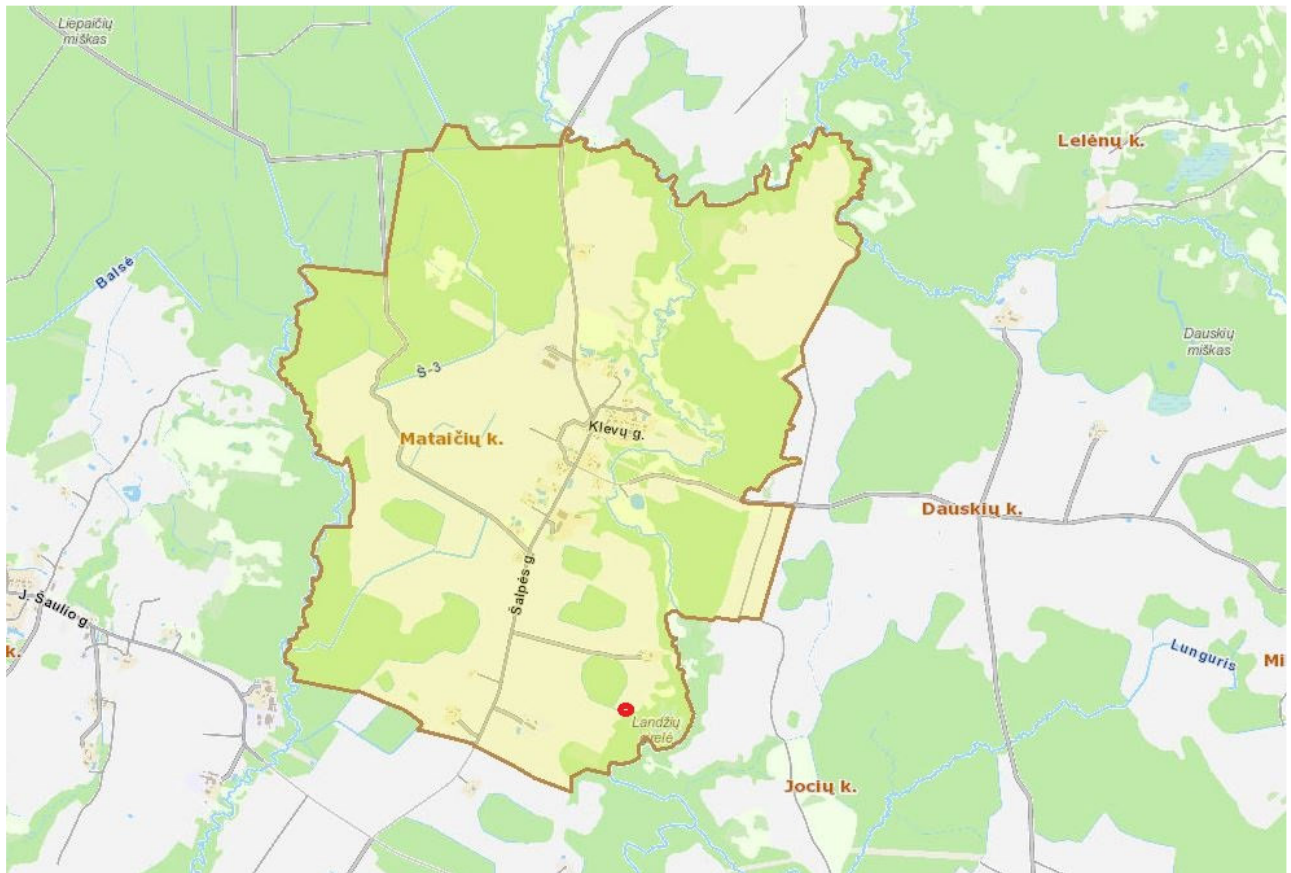 Liepaičių
miškas
Lelėnų k.
Balsė
Dauskių
miškas
Š-3
Klevų g.
Mataičių k.
Dauskių k.
Šalpės g.
J. Šaulio g.
k.
Lunguris
Mi
Landžių
Jocių k.